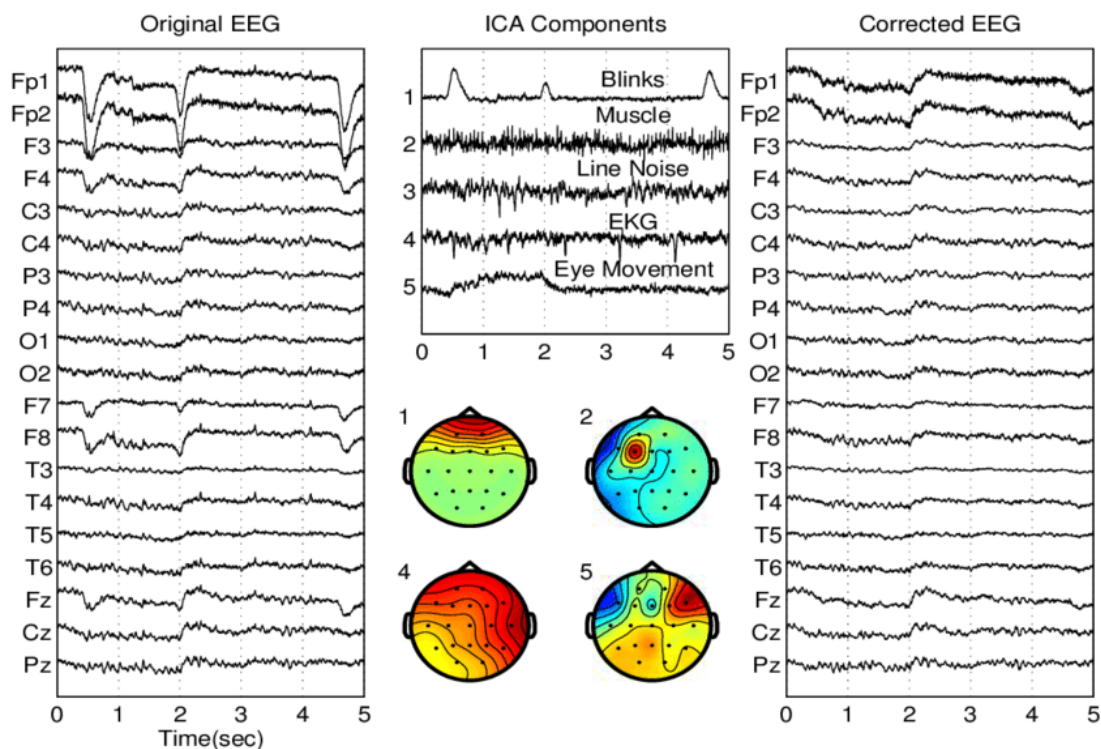 Original EEG
Fp1
Fp2
F3
F4
C3
C4
P3
P4
O1
O2
F7
F8
T3
T4
T5
T6
Fz
Cz
Pz
0 1 2 3 4 5
Time(sec)
ICA Components
Blinks
1
Muscle
2
Line Noise
3
EKG
4
Eye Movement
5
0 1 2 3 4 5
1 2
4 5
Corrected EEG
Fp1
Fp2
F3
F4
C3
C4
P3
P4
O1
O2
F7
F8
T3
T4
T5
T6
Fz
Cz
Pz
0 1 2 3 4 5